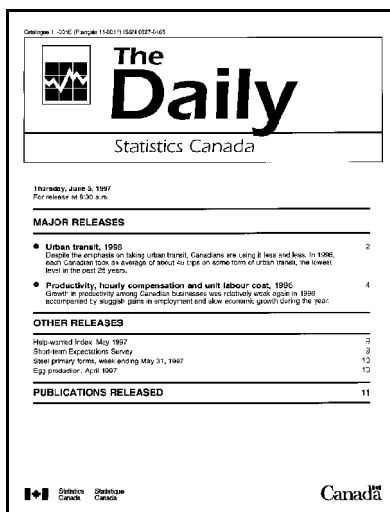 Catalogue 11-001E (Français 11-001F) ISSN 0827-0465
The
Daily
Statistics Canada
Thursday, June 5, 1997
For release at 8:30 a.m.
MAJOR RELEASES
● Urban transit, 1996 2
Despite the emphasis on taking urban transit, Canadians are using it less and less. In 1996,
each Canadian took an average of about 46 trips on some form of urban transit, the lowest
level in the past 25 years.
● Productivity, hourly compensation and unit labour cost, 1996 4
Growth in productivity among Canadian businesses was relatively weak again in 1996
accompanied by sluggish gains in employment and slow economic growth during the year.
OTHER RELEASES
Help-wanted Index, May 1997 9
Short-term Expectations Survey 9
Steel primary forms, week ending May 31, 1997 10
Egg production, April 1997 10
PUBLICATIONS RELEASED 11
Statistics Statistique
Canada Canada
Canada